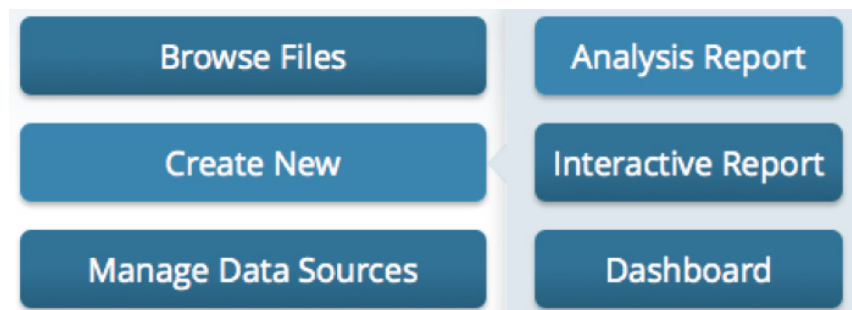 Browse Files
Create New
Manage Data Sources
Analysis Report
Interactive Report
Dashboard